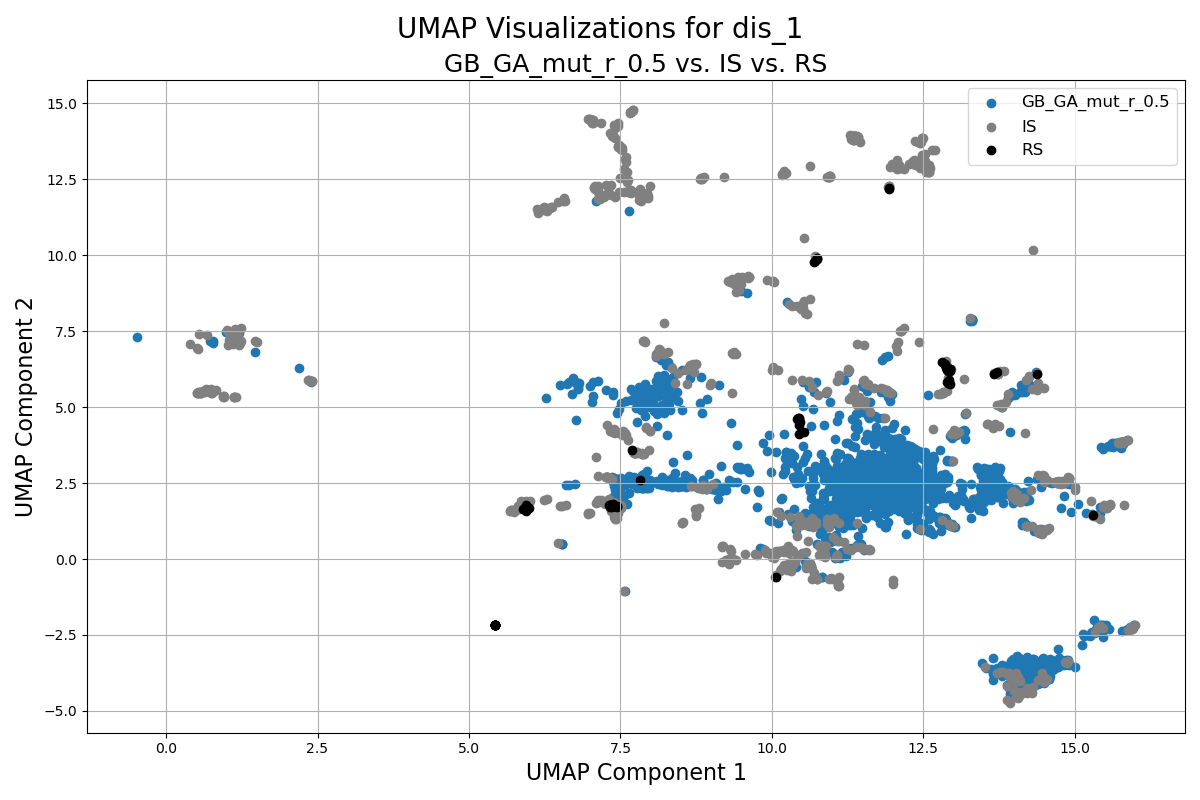 UMAP Visualizations for dis_1
GB_GA_mut_r_0.5 vs. IS vs. RS
GB_GA_mut_r_0.5
IS
RS
15.0
12.5
10.0
7.5
5.0
2.5
0.0
−2.5
−5.0
UMAP Component 2
0.0 2.5 5.0 7.5 10.0 12.5 15.0
UMAP Component 1